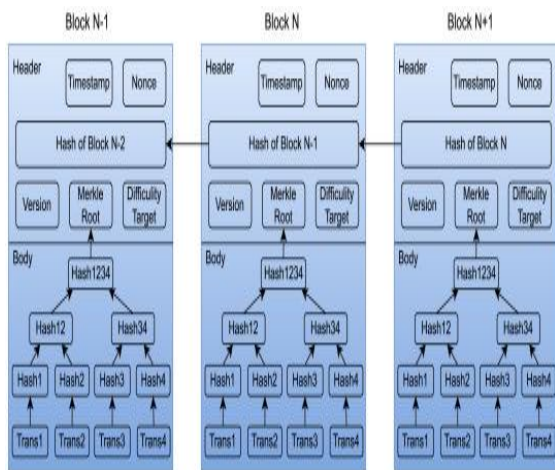 Block N-1
Header
Timestamp Nonce
Hash of Block N-2
Version Merkle Root Difficulity Target
Body
Hash1234
Hash12 Hash34
Hash1 Hash2 Hash3 Hash4
Trans1 Trans2 Trans3 Trans4
Block N
Header
Timestamp Nonce
Hash of Block N-1
Version Merkle Root Difficulity Target
Body
Hash1234
Hash12 Hash34
Hash1 Hash2 Hash3 Hash4
Trans1 Trans2 Trans3 Trans4
Block N+1
Header
Timestamp Nonce
Hash of Block N
Version Merkle Root Difficulity Target
Body
Hash1234
Hash12 Hash34
Hash1 Hash2 Hash3 Hash4
Trans1 Trans2 Trans3 Trans4